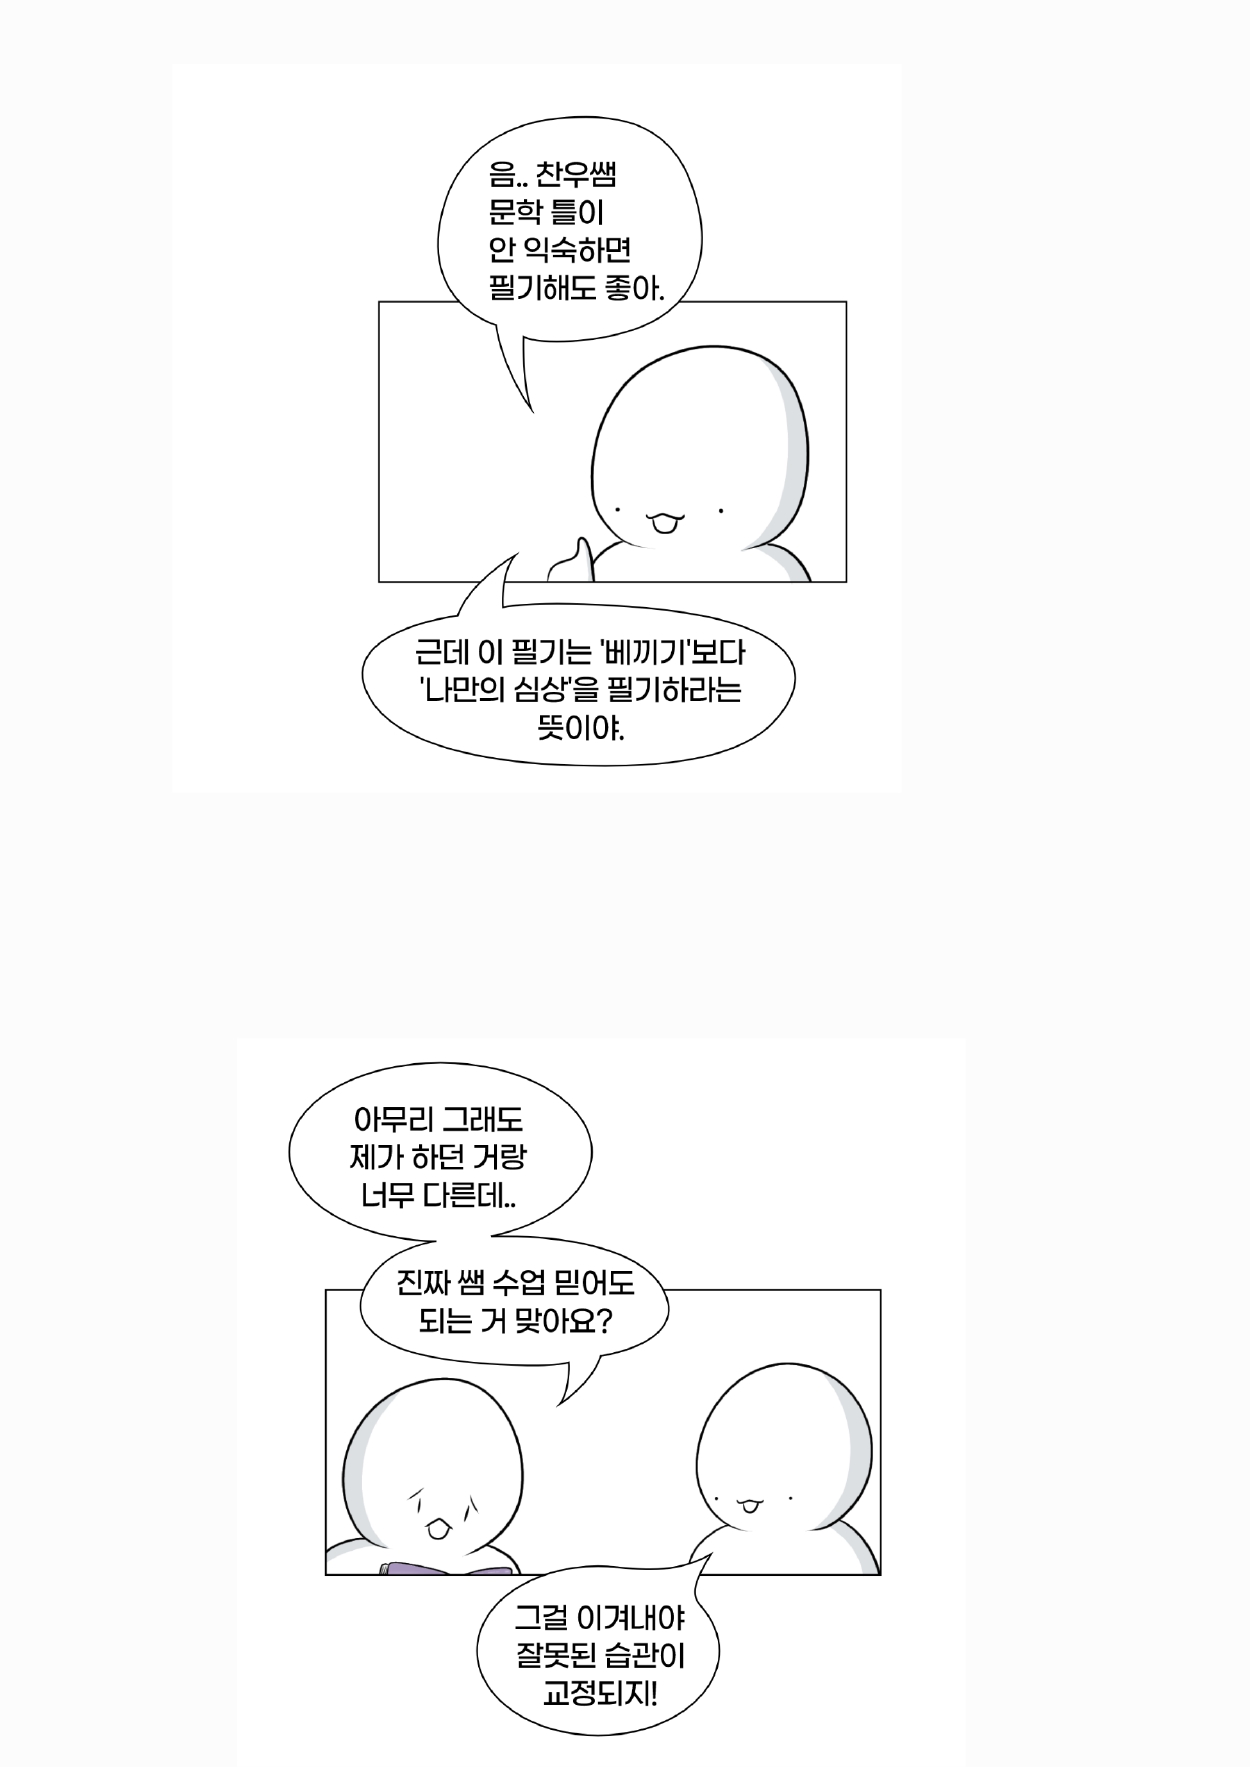 음.. 찬우쌤
문학 틀이
안 익숙하면
필기해도 좋아.
근데 이 필기는 '베끼기'보다
'나만의 심상'을 필기하라는
뜻이야.
아무리 그래도
제가 하던 거랑
너무 다른데..
진짜 쌤 수업 믿어도
되는 거 맞아요?
그걸 이겨내야
잘못된 습관이
교정되지!